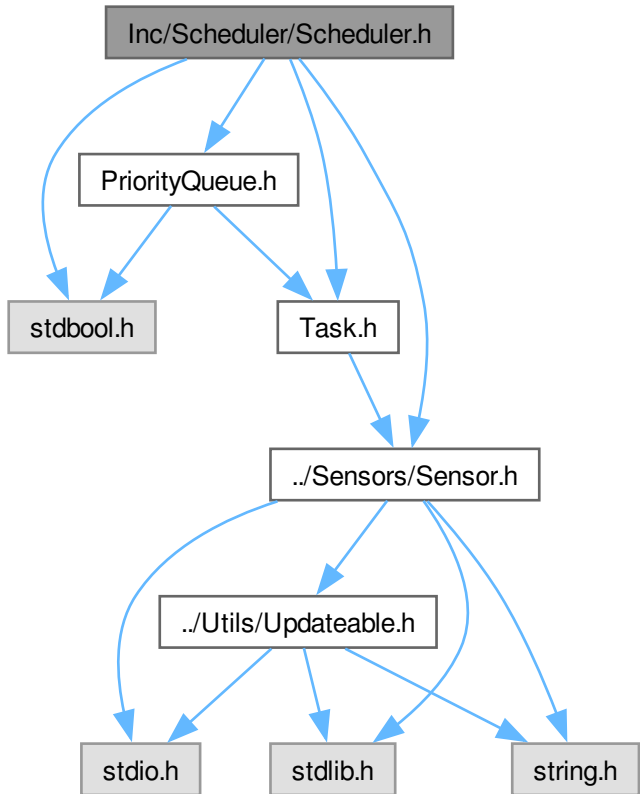 Inc/Scheduler/Scheduler.h
PriorityQueue.h
stdbool.h
Task.h
../Sensors/Sensor.h
../Utils/Updateable.h
stdio.h
stdlib.h
string.h